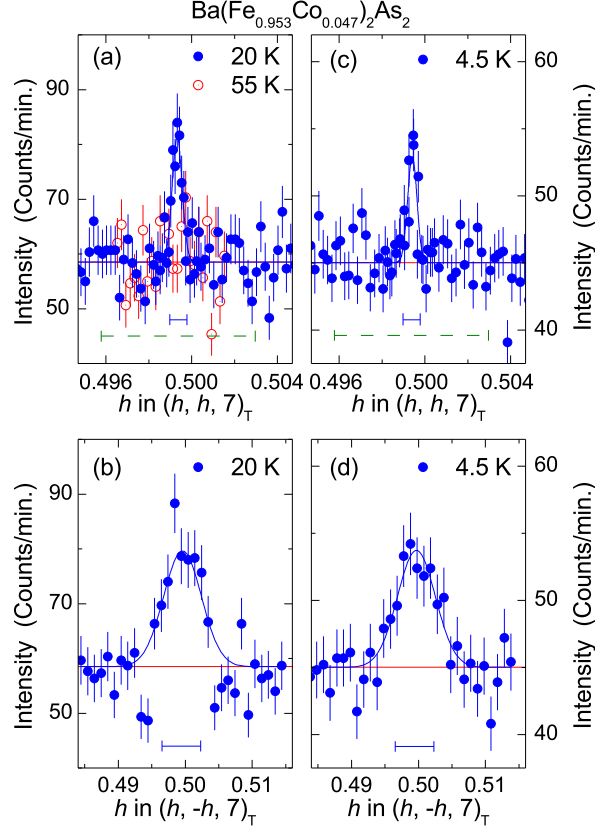 Ba(Fe0.953Co0.047)2As2
(a) 20 K
55 K
(c) 4.5 K
Intensity (Counts/min.)
90
70
50
60
50
40
Intensity (Counts/min.)
0.496 0.500 0.504
0.496 0.500 0.504
h in (h, h, 7)T
h in (h, h, 7)T
(b) 20 K
(d) 4.5 K
Intensity (Counts/min.)
90
70
50
60
50
40
Intensity (Counts/min.)
0.49 0.50 0.51
0.49 0.50 0.51
h in (h, -h, 7)T
h in (h, -h, 7)T